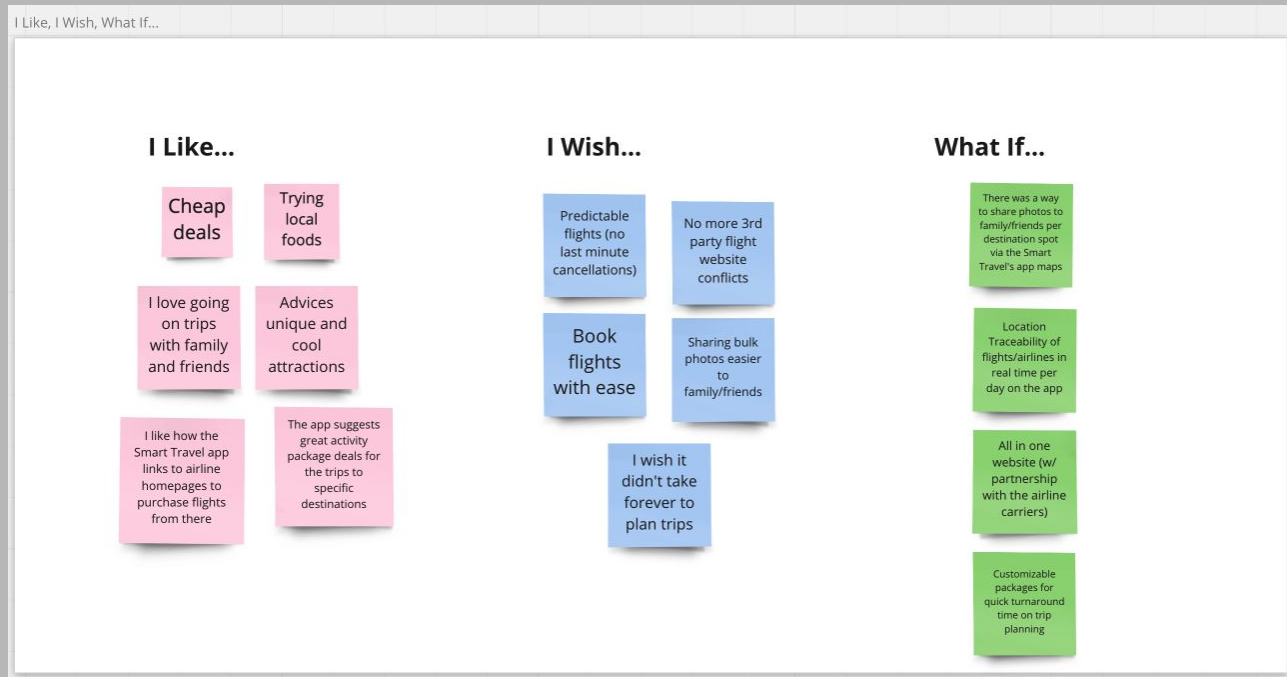 I Like, I Wish, What If...
I Like...
Cheap
deals
Trying
local
foods
I love going
on trips
with family
and friends
Advices
unique and
cool
attractions
I like how the
Smart Travel app
links to airline
homepages to
purchase flights
from there
The app suggests
great activity
package deals for
the trips to
specific
destinations
I Wish...
Predictable
flights (no
last minute
cancellations)
No more 3rd
party flight
website
conflicts
Book
flights
with ease
Sharing bulk
photos easier
to
family/friends
I wish it
didn't take
forever to
plan trips
What If...
There was a way
to share photos to
family/friends per
destination spot
via the Smart
Travel's app maps
Location
Traceability of
flights/airlines in
real time per
day on the app
All in one
website (w/
partnership
with the airline
carriers)
Customizable
packages for
quick turnaround
time on trip
planning